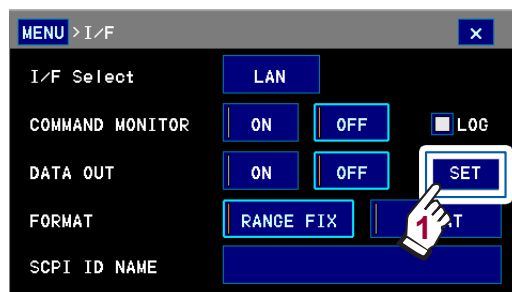 MENU >I/F x
I/F Select LAN
COMMAND MONITOR ON OFF LOG
DATA OUT ON OFF SET
FORMAT RANGE FIX
1
SCPI ID NAME